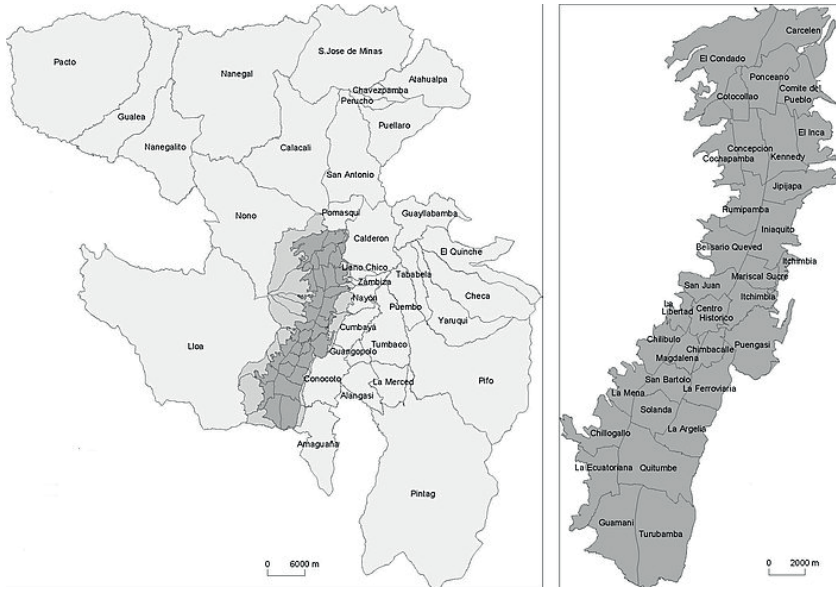 Pacto
Nanegal
S.Jose de Minas
Atahualpa
Chavezpamba
Perucho
Gualea
Puellaro
Nanegalito
Calacali
San Antonio
Nono
Pomasqui
Guayllabamba
Calderon
El Quinche
Llano Chico
Tababela
Zambiza
Checa
Nayon
Puembo
Yaruqui
Cumbaya
Lloa
Tumbaco
Guangopolo
Conocoto
La Merced
Pifo
Alangasi
Amaguaña
Pintag
0 6000 m
Carcelen
El Condado
Ponceano
Cotocollao
Comite del
Pueblo
El Inca
Concepcion
Cochapamba
Kennedy
Jipijapa
Rumipamba
Iniaquito
Belisario Queved
Itchimbia
Mariscal Sucre
San Juan
Itchimbia
La
Libertad
Centro
Historico
Chilibulo
Chimbacalle
Puengasi
Magdalena
San Bartolo
La Ferroviaria
La Mena
Solanda
La Argelia
Chillogallo
La Ecuatoriana
Quitumbe
Guamani
Turubamba
0 2000 m